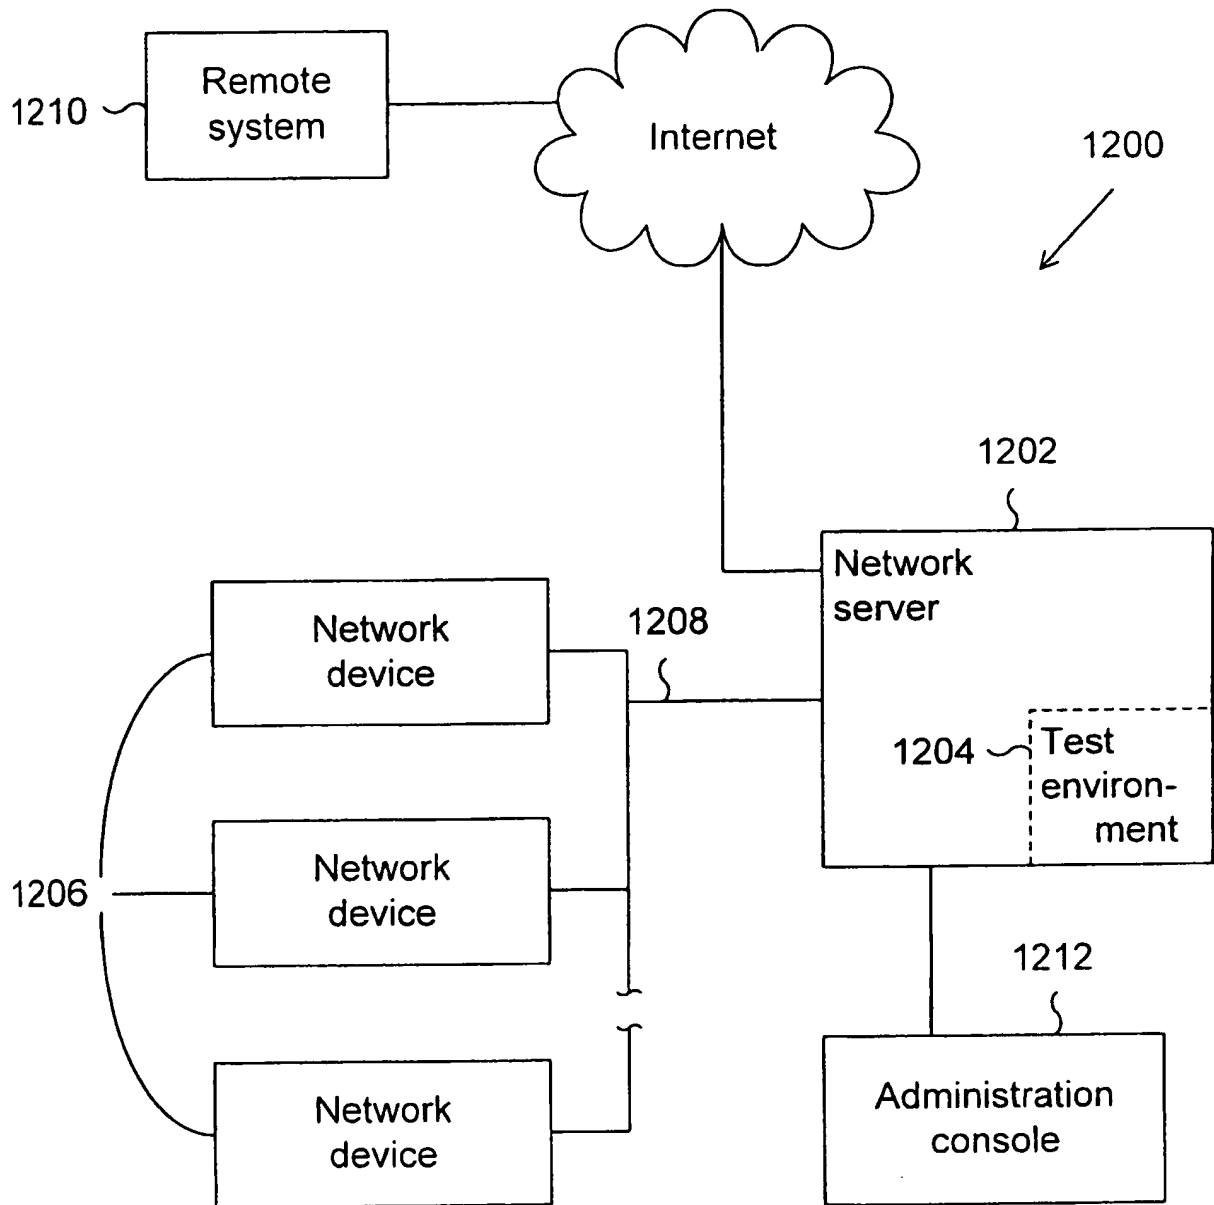 1210
Remote
system
Internet
1200
1202
Network
server
1208
Network
device
1204
Test
environ-
ment
1206
Network
device
1212
Network
device
Administration
console